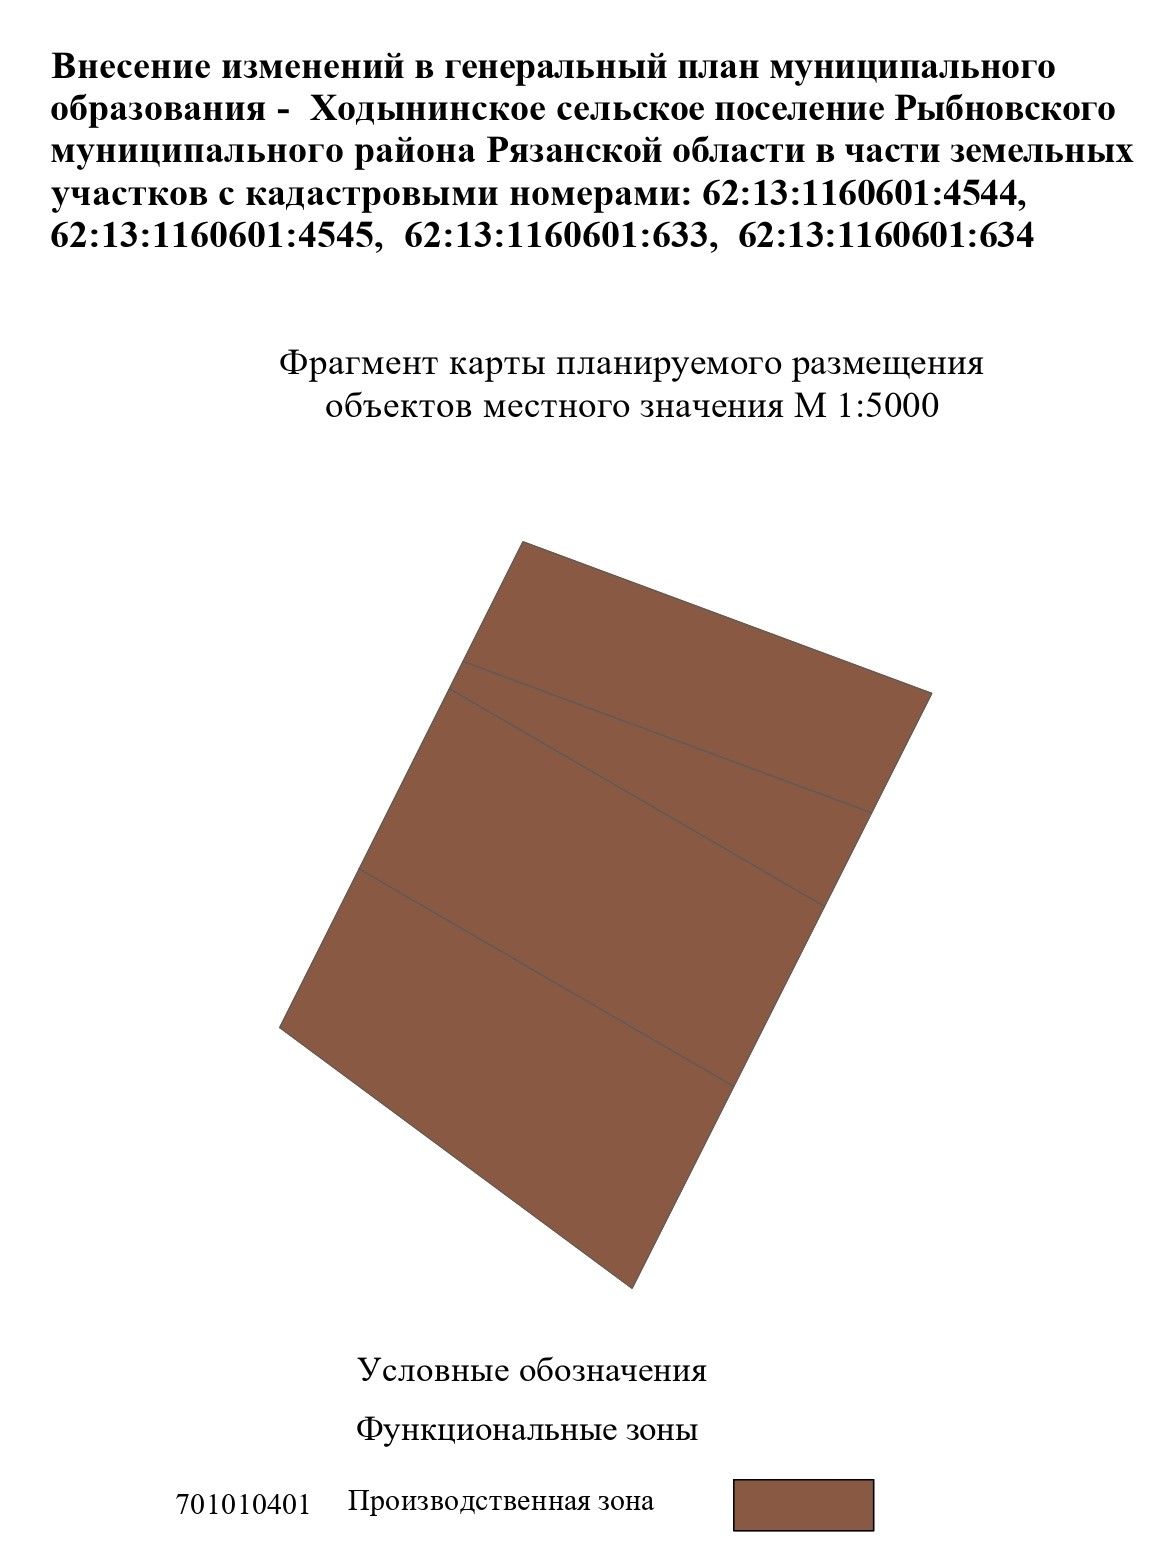 Внесение изменений в генеральный план муниципального
образования - Ходынинское сельское поселение Рыбновского
муниципального района Рязанской области в части земельных
участков с кадастровыми номерами: 62:13:1160601:4544,
62:13:1160601:4545, 62:13:1160601:633, 62:13:1160601:634
Фрагмент карты планируемого размещения
объектов местного значения М 1:5000
Условные обозначения
Функциональные зоны
701010401 Производственная зона